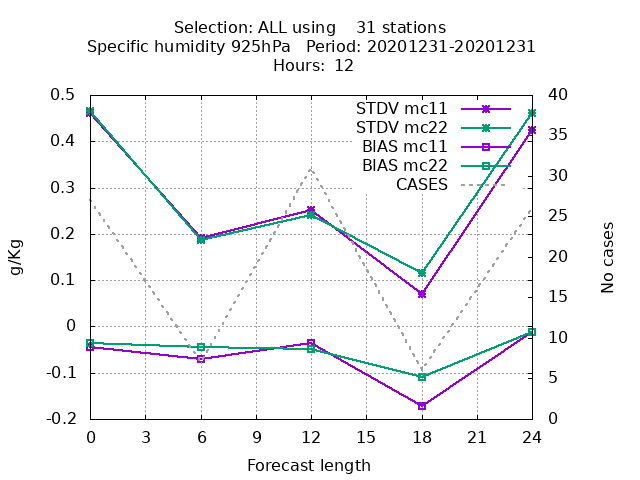 Selection: ALL using    31 stations
Specific humidity 925hPa   Period: 20201231-20201231
Hours: 12
STDV mc11
STDV mc22
BIAS mc11
BIAS mc22
CASES
0.5
0.4
0.3
0.2
0.1
0
-0.1
-0.2
g/Kg
40
35
30
25
20
15
10
5
0
No cases
0 3 6 9 12 15 18 21 24
Forecast length